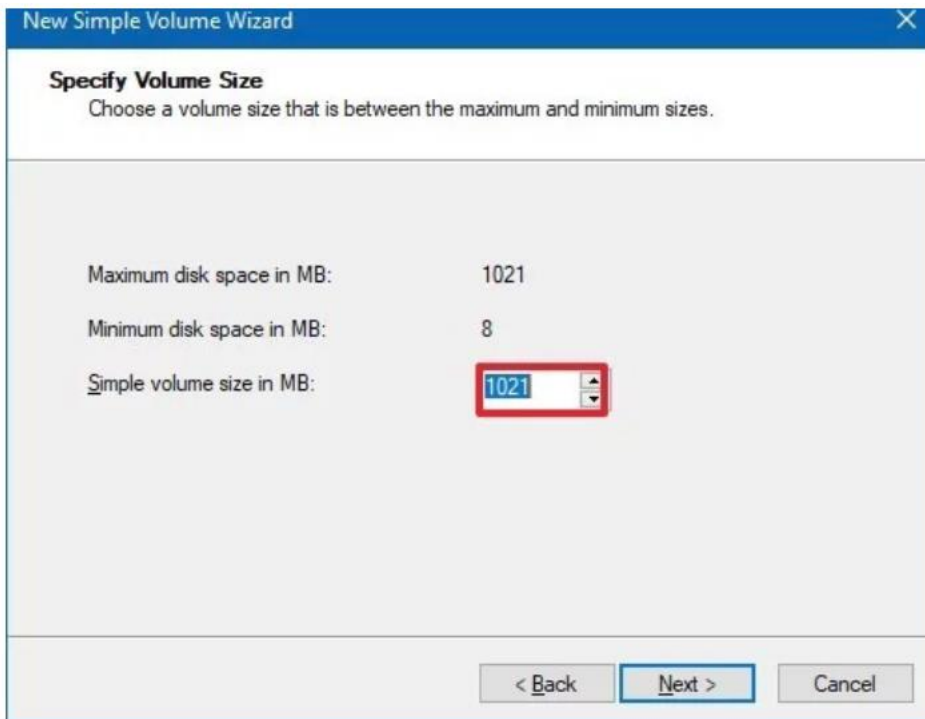 New Simple Volume Wizard
Specify Volume Size
Choose a volume size that is between the maximum and minimum sizes.
Maximum disk space in MB: 1021
Minimum disk space in MB: 8
Simple volume size in MB: 1021
< Back Next > Cancel